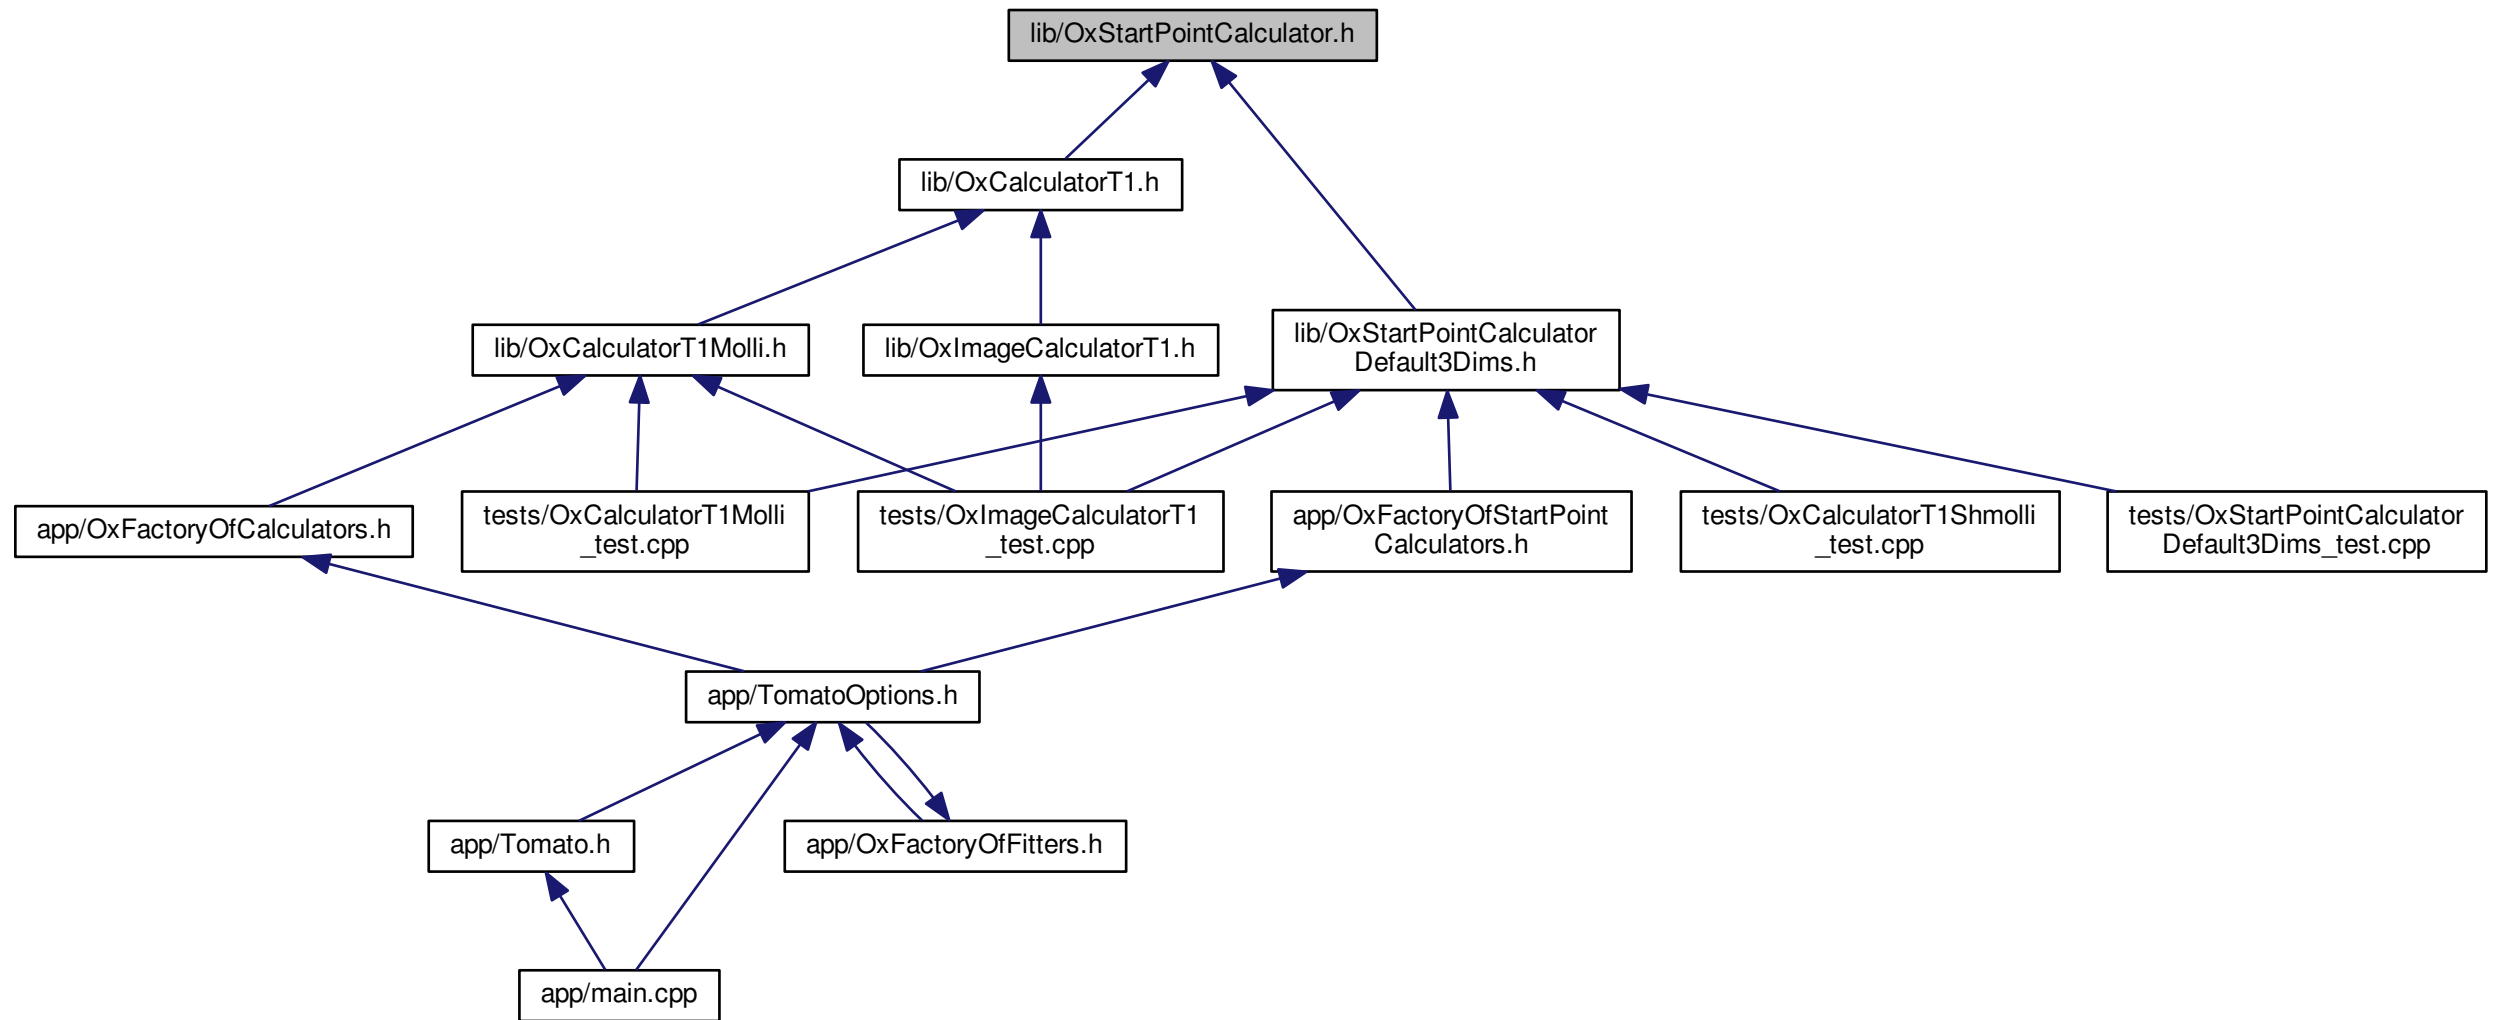 lib/OxStartPointCalculator.h
lib/OxCalculatorT1.h
lib/OxCalculatorT1Molli.h
lib/OxImageCalculatorT1.h
lib/OxStartPointCalculator
Default3Dims.h
app/OxFactoryOfCalculators.h
tests/OxCalculatorT1Molli
_test.cpp
tests/OxImageCalculatorT1
_test.cpp
app/OxFactoryOfStartPoint
Calculators.h
tests/OxCalculatorT1Shmolli
_test.cpp
tests/OxStartPointCalculator
Default3Dims_test.cpp
app/TomatoOptions.h
app/Tomato.h
app/OxFactoryOfFitters.h
app/main.cpp